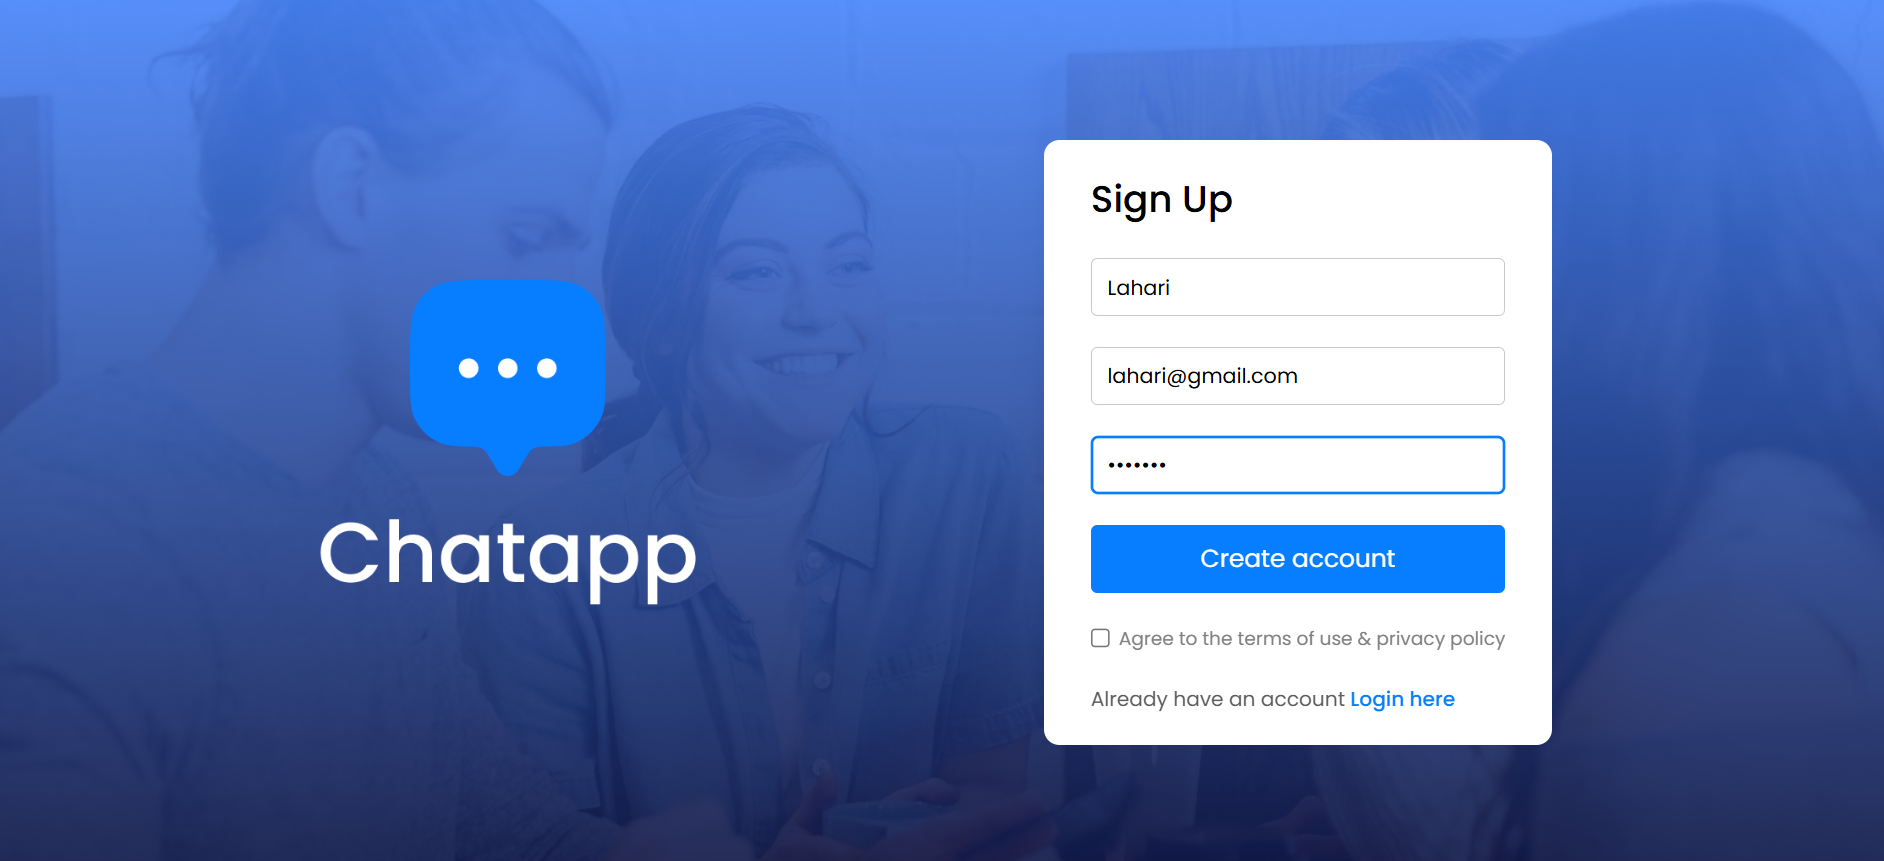 Chatapp
Sign Up
Lahari
lahari@gmail.com
•••••••
Create account
Agree to the terms of use & privacy policy
Already have an account Login here